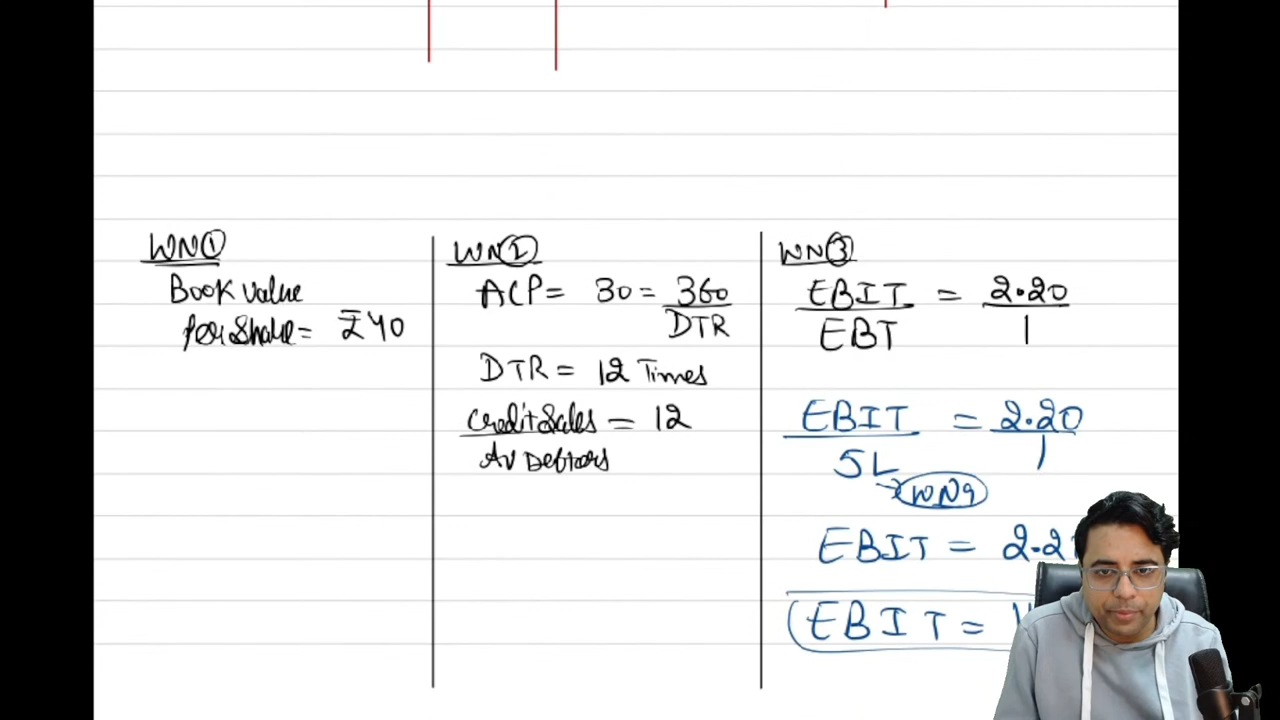 WN①
Book value
Per Share = ₹40
WN②
ACP = 30 = 360
DTR
DTR = 12 Times
Credit Sales = 12
Av Debtors
WN③
EBIT = 2.20
EBT 1
EBIT = 2.20
5L 1
→ WN9
EBIT = 2.2
EBIT =